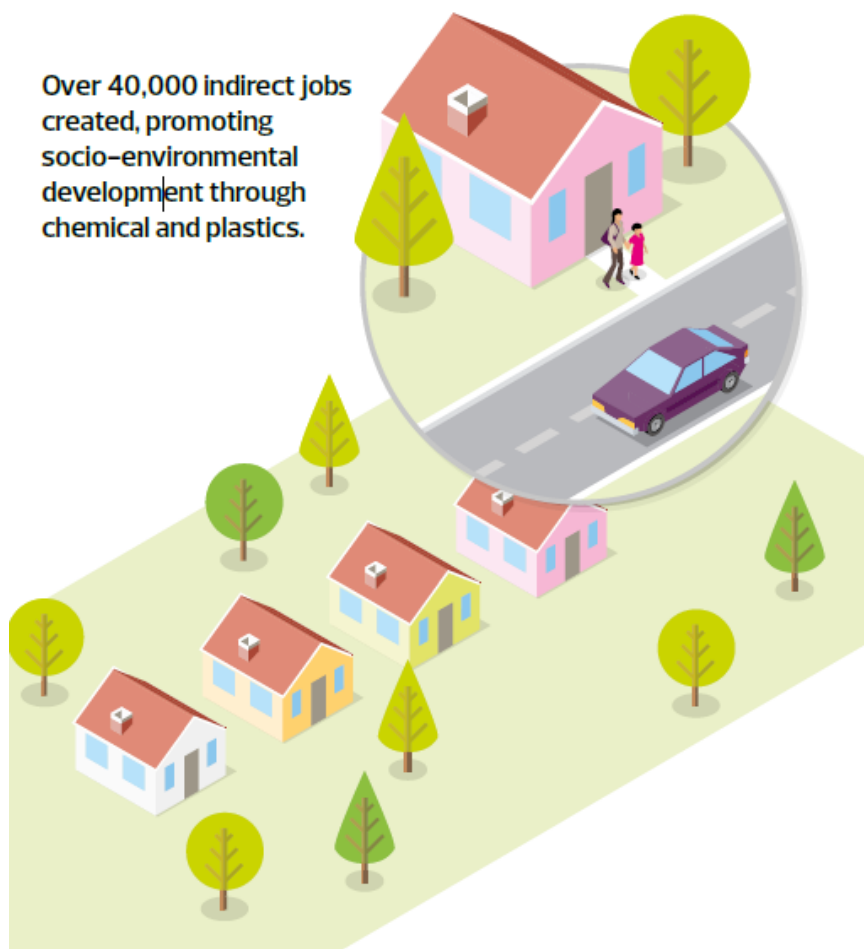 Over 40,000 indirect jobs
created, promoting
socio-environmental
development through
chemical and plastics.